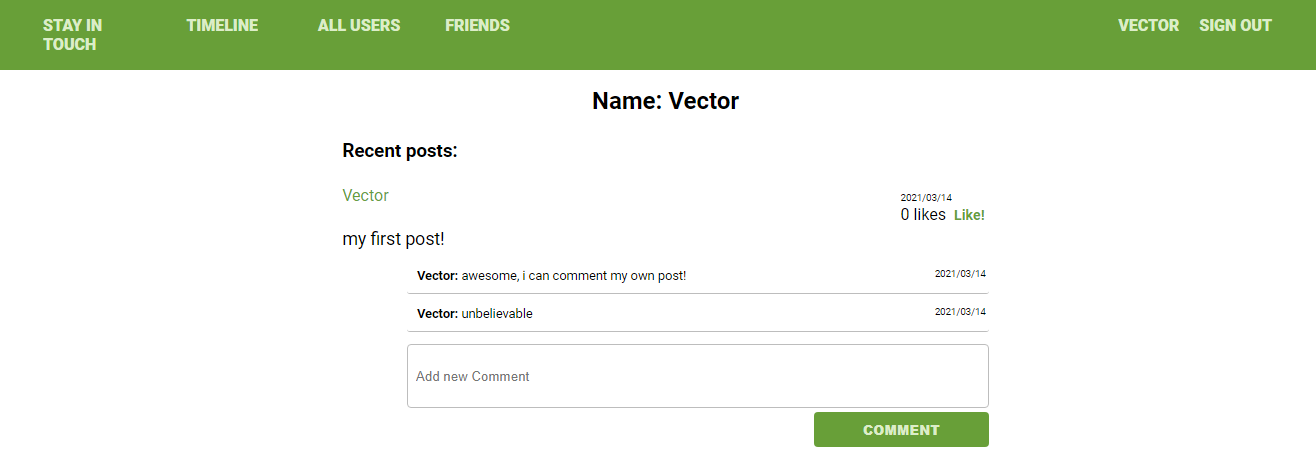 STAY IN TOUCH TIMELINE ALL USERS FRIENDS VECTOR SIGN OUT
Name: Vector
Recent posts:
Vector 2021/03/14
0 likes Like!
my first post!
Vector: awesome, i can comment my own post! 2021/03/14
Vector: unbelievable 2021/03/14
Add new Comment
COMMENT